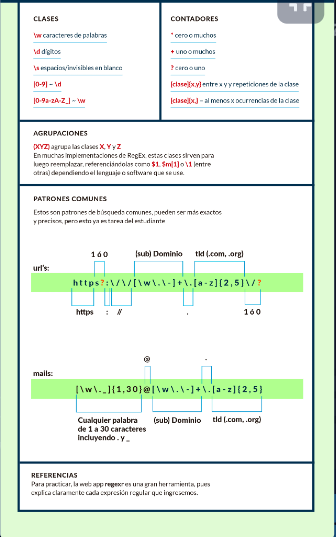 CLASES
\w caracteres de palabras
\d dígitos
\s espacios/invisibles en blanco
[0-9] ~ \d
[0-9a-zA-Z_] ~ \w
CONTADORES
* cero o muchos
+ uno o muchos
? cero o uno
[clase]{x,y} entre x y y repeticiones de la clase
[clase]{x,} – al menos x ocurrencias de la clase
AGRUPACIONES
(XYZ) agrupa las clases X, Y y Z
En muchas implementaciones de RegEx, estas clases sirven para
luego reemplazar, referenciándolas como $1, $m[1] o \1 (entre
otras) dependiendo el lenguaje o software que se use.
PATRONES COMUNES
Estos son patrones de búsqueda comunes, pueden ser más exactos
y precisos, pero esto ya es tarea del estudiante
1 ó 0 (sub) Dominio tld (.com, .org)
url's:
https?:\/\/[\w\.\-]+\.[a-z]{2,5}\/?
https : // . 1 ó 0
@ .
mails:
[\w\._]{1,30}@[\w\.\-]+\.[a-z]{2,5}
Cualquier palabra (sub) Dominio tld (.com, .org)
de 1 a 30 caracteres
incluyendo . y _
REFERENCIAS
Para practicar, la web app regexr es una gran herramienta, pues
explica claramente cada expresión regular que ingresemos.